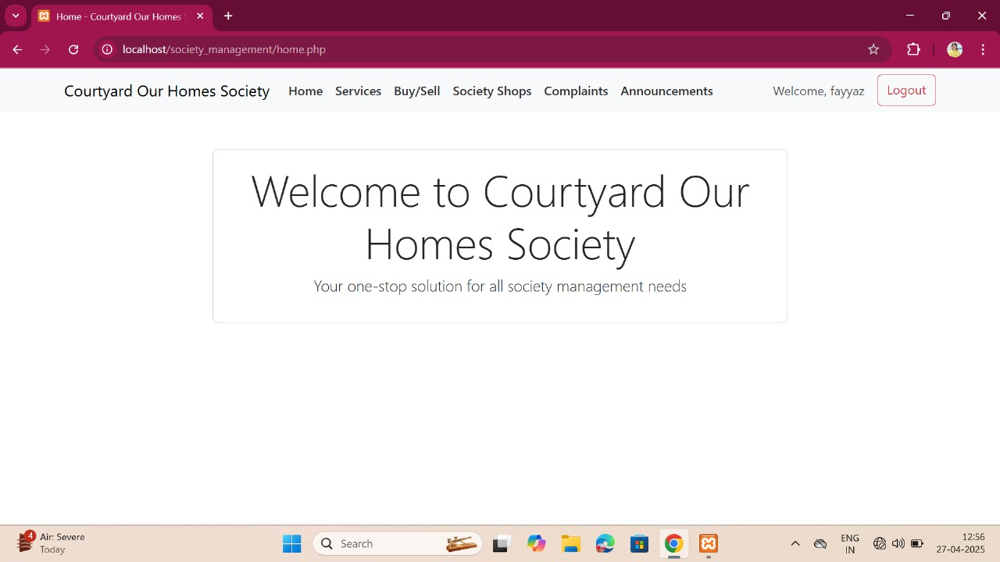 Home - Courtyard Our Homes
localhost/society_management/home.php
Courtyard Our Homes Society Home Services Buy/Sell Society Shops Complaints Announcements Welcome, fayyaz Logout
Welcome to Courtyard Our
Homes Society
Your one-stop solution for all society management needs
4
Air: Severe
Today
Search
ENG
IN
12:56
27-04-2025